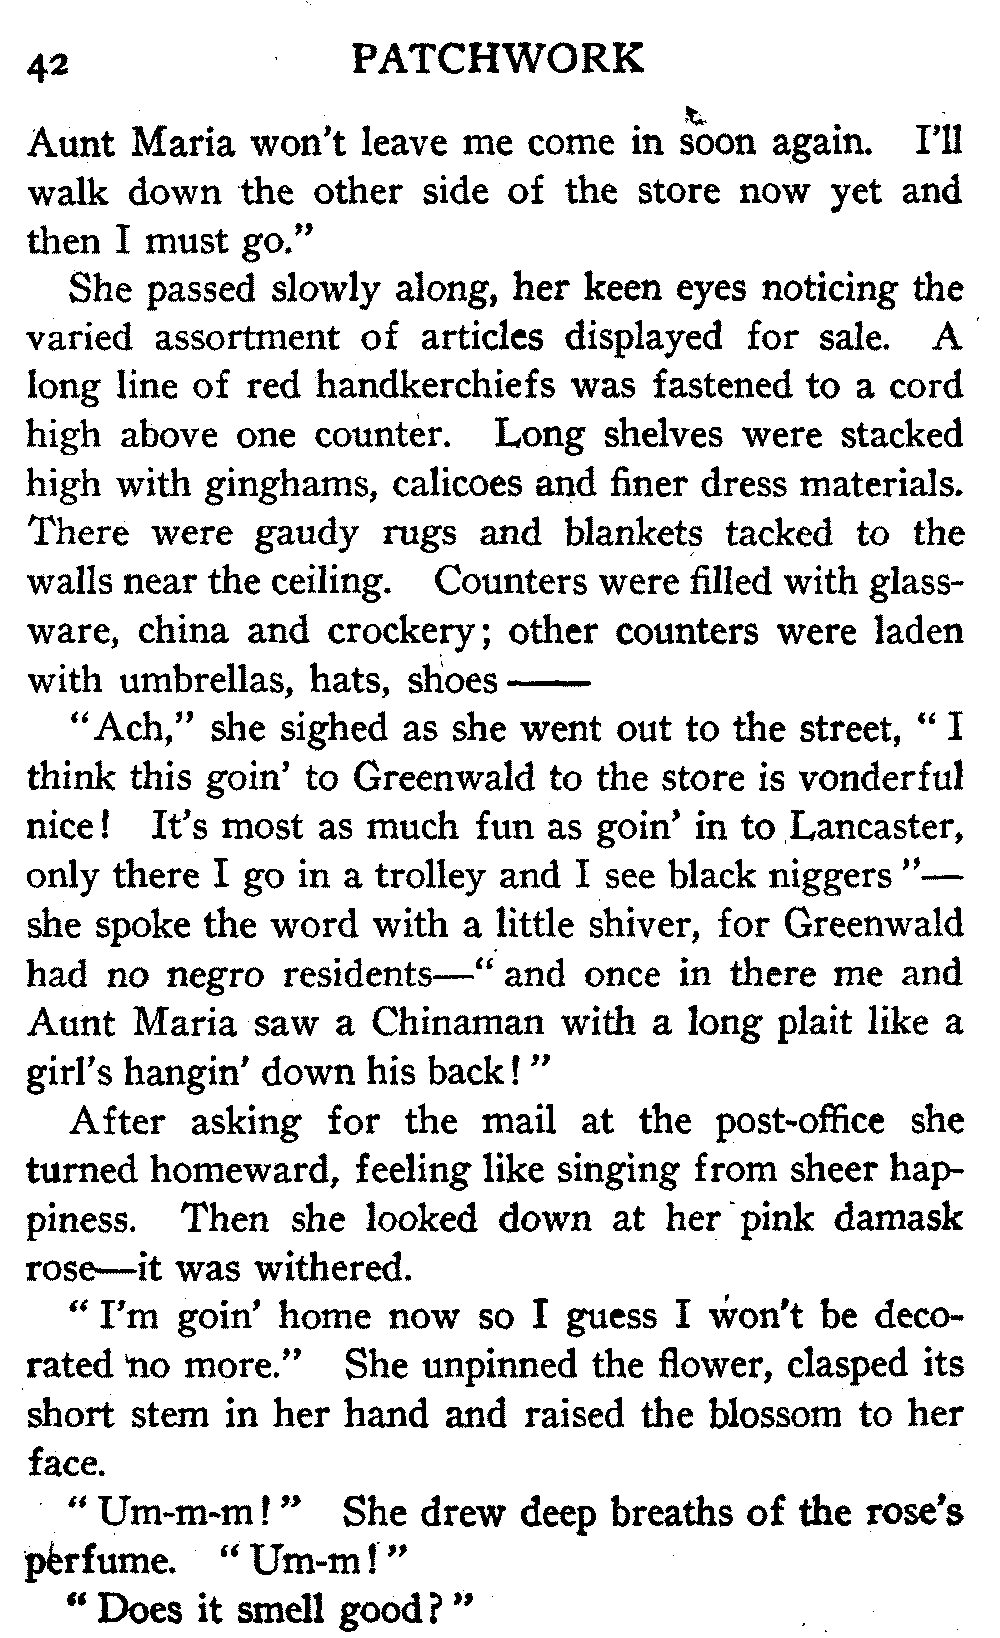 42 PATCHWORK
Aunt Maria won't leave me come in soon again. I'll
walk down the other side of the store now yet and
then I must go."
She passed slowly along, her keen eyes noticing the
varied assortment of articles displayed for sale. A
long line of red handkerchiefs was fastened to a cord
high above one counter. Long shelves were stacked
high with ginghams, calicoes and finer dress materials.
There were gaudy rugs and blankets tacked to the
walls near the ceiling. Counters were filled with glass-
ware, china and crockery; other counters were laden
with umbrellas, hats, shoes——
"Ach," she sighed as she went out to the street, "I
think this goin' to Greenwald to the store is vonderful
nice! It's most as much fun as goin' in to Lancaster,
only there I go in a trolley and I see black niggers"—
she spoke the word with a little shiver, for Greenwald
had no negro residents—"and once in there me and
Aunt Maria saw a Chinaman with a long plait like a
girl's hangin' down his back!"
After asking for the mail at the post-office she
turned homeward, feeling like singing from sheer hap-
piness. Then she looked down at her pink damask
rose—it was withered.
"I'm goin' home now so I guess I won't be deco-
rated no more." She unpinned the flower, clasped its
short stem in her hand and raised the blossom to her
face.
"Um-m-m!" She drew deep breaths of the rose's
perfume. "Um-m!"
"Does it smell good?"